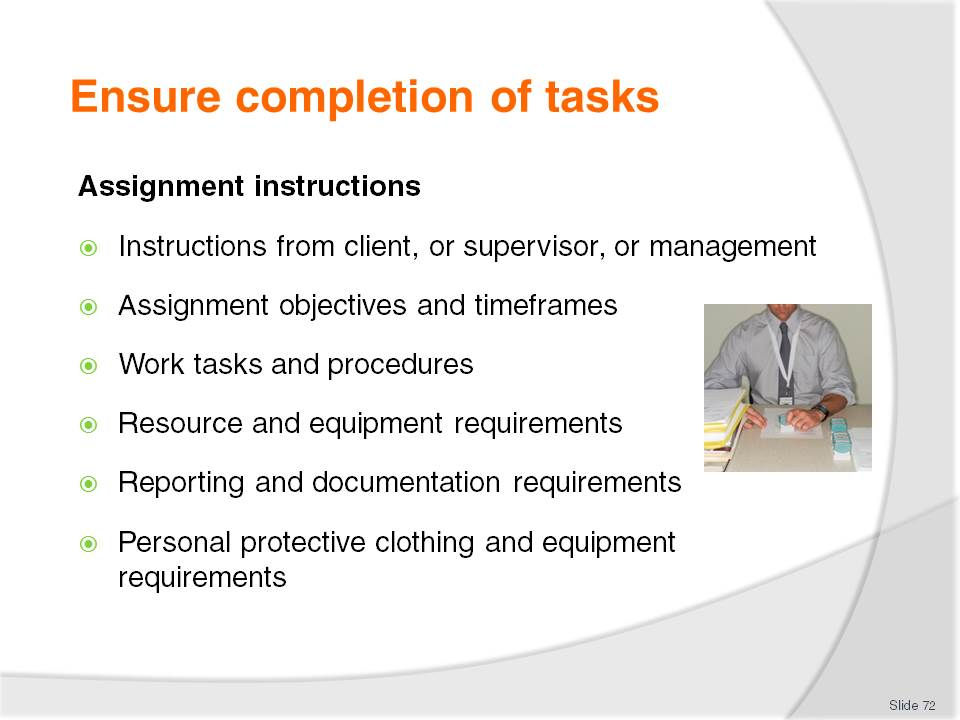 Ensure completion of tasks
Assignment instructions
Instructions from client, or supervisor, or management
Assignment objectives and timeframes
Work tasks and procedures
Resource and equipment requirements
Reporting and documentation requirements
Personal protective clothing and equipment
requirements
Slide 72